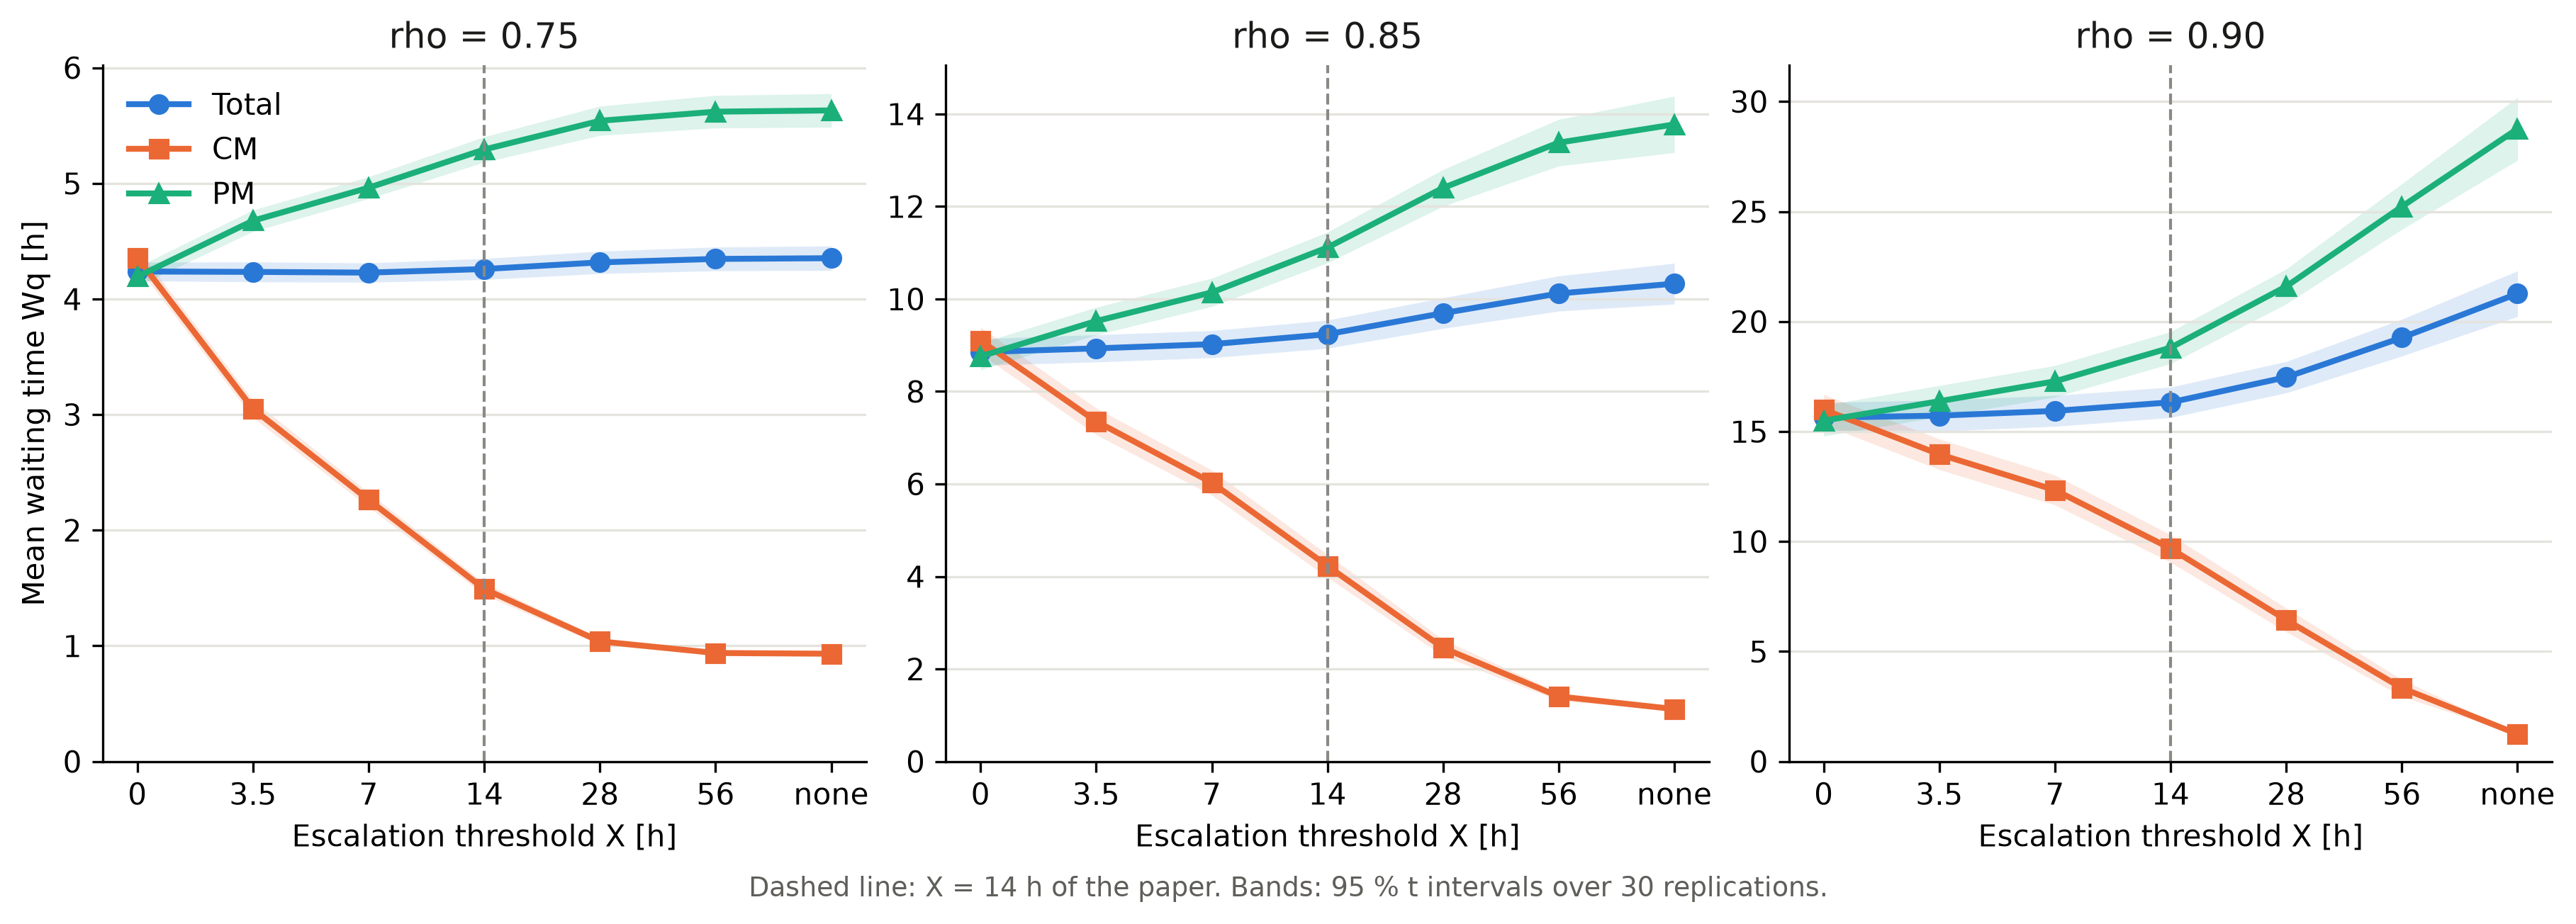 rho = 0.75
rho = 0.85
rho = 0.90
Mean waiting time Wq [h]
6
5
4
3
2
1
0
Total
CM
PM
0 3.5 7 14 28 56 none
Escalation threshold X [h]
14
12
10
8
6
4
2
0
0 3.5 7 14 28 56 none
Escalation threshold X [h]
30
25
20
15
10
5
0
0 3.5 7 14 28 56 none
Escalation threshold X [h]
Dashed line: X = 14 h of the paper. Bands: 95 % t intervals over 30 replications.